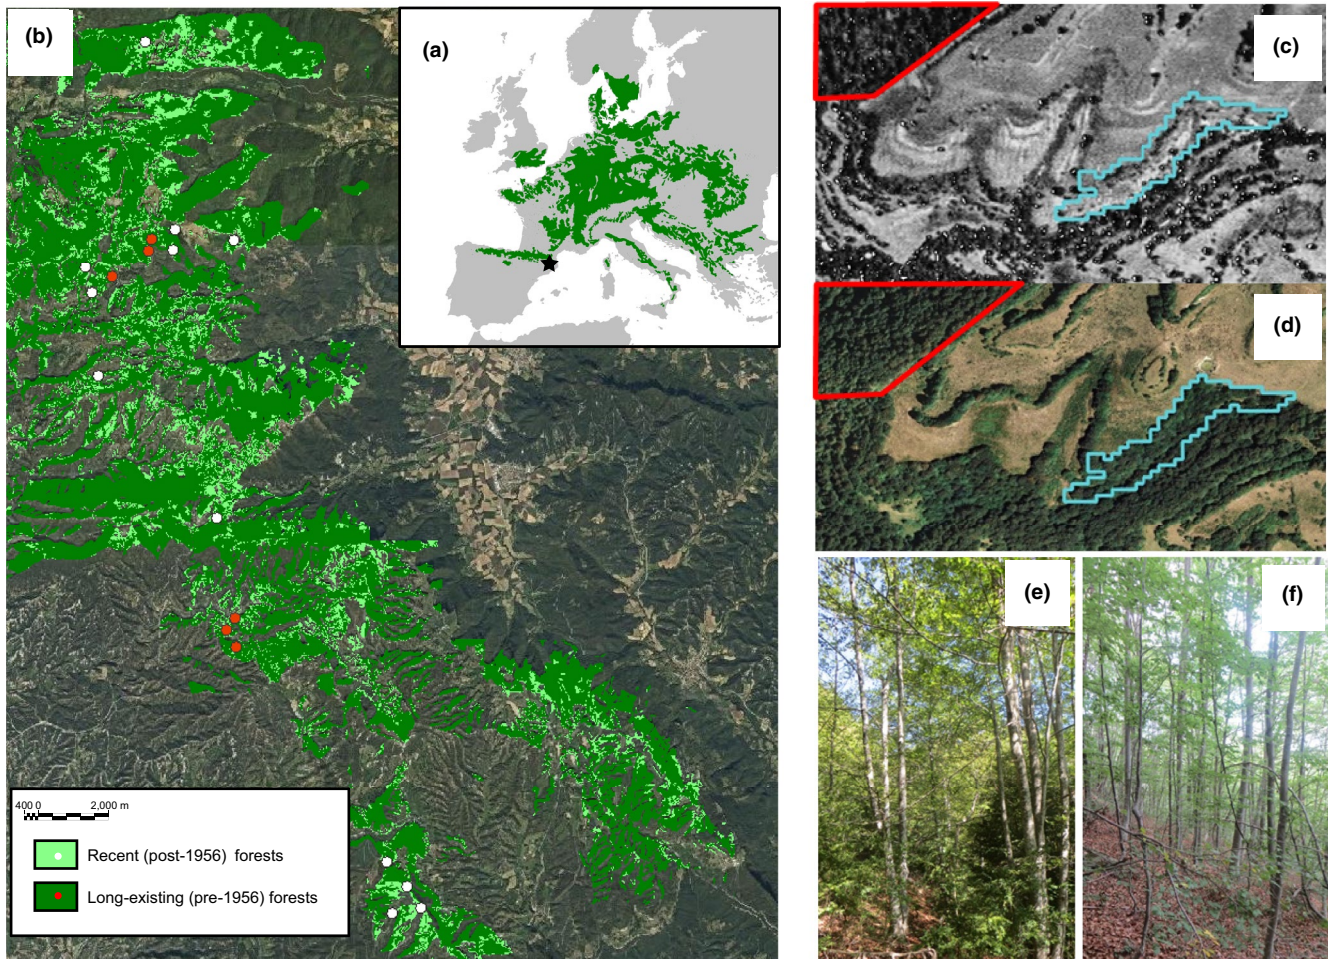 (b)
(a)
(c)
(d)
(e)
(f)
400 0 2,000 m
Recent (post-1956) forests
Long-existing (pre-1956) forests